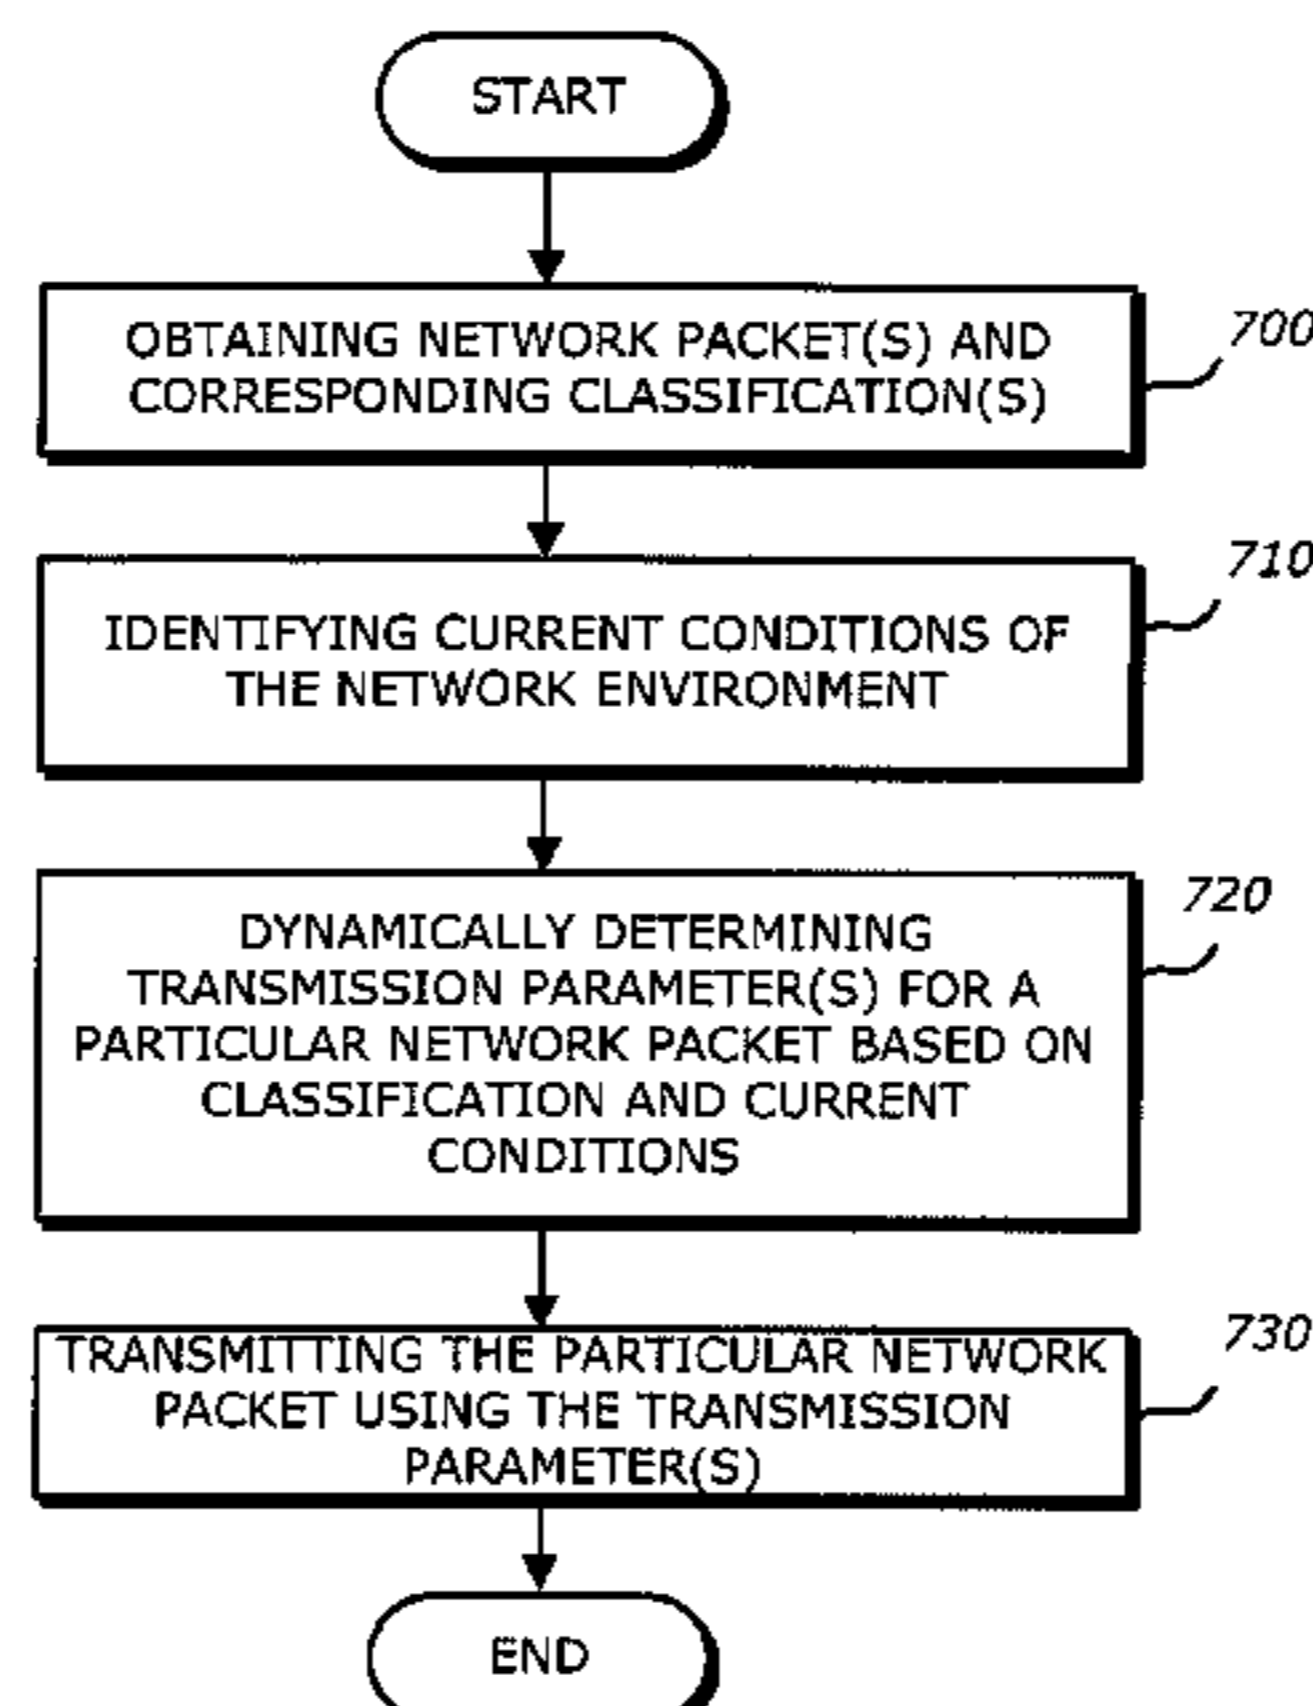 START
OBTAINING NETWORK PACKET(S) AND
CORRESPONDING CLASSIFICATION(S)
700
IDENTIFYING CURRENT CONDITIONS OF
THE NETWORK ENVIRONMENT
710
DYNAMICALLY DETERMINING
TRANSMISSION PARAMETER(S) FOR A
PARTICULAR NETWORK PACKET BASED ON
CLASSIFICATION AND CURRENT
CONDITIONS
720
TRANSMITTING THE PARTICULAR NETWORK
PACKET USING THE TRANSMISSION
PARAMETER(S)
730
END